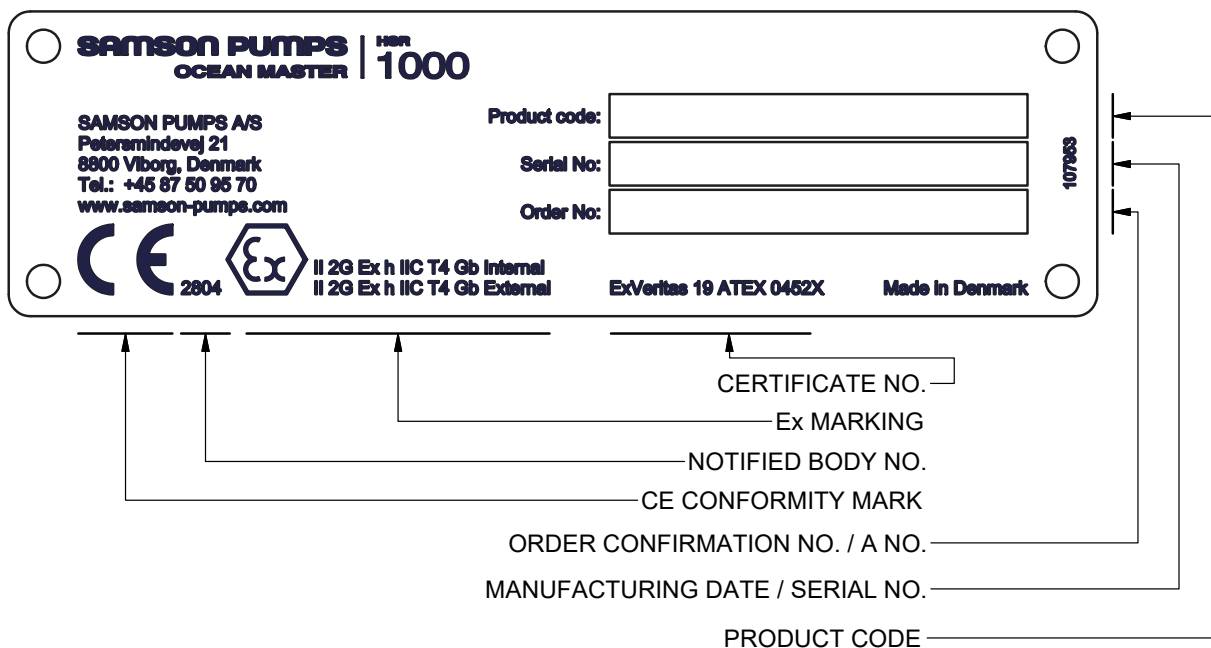 SAMSON PUMPS
OCEAN MASTER
HGR
1000
SAMSON PUMPS A/S
Petersmindevej 21
8800 Viborg, Denmark
Tel.: +45 87 50 95 70
www.samson-pumps.com
Product code:
Serial No:
Order No:
107953
CE 2804 Ex
II 2G Ex h IIC T4 Gb Internal
II 2G Ex h IIC T4 Gb External
ExVeritas 19 ATEX 0452X
Made in Denmark
CERTIFICATE NO.
Ex MARKING
NOTIFIED BODY NO.
CE CONFORMITY MARK
ORDER CONFIRMATION NO. / A NO.
MANUFACTURING DATE / SERIAL NO.
PRODUCT CODE